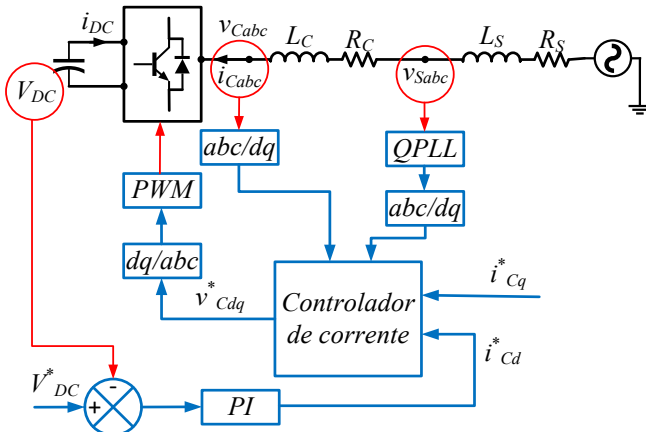 i_DC
v_Cabc
L_C
R_C
L_S
R_S
V_DC
i_Cabc
v_Sabc
abc/dq
QPLL
PWM
abc/dq
dq/abc
v*_Cdq
Controlador
de corrente
i*_Cq
i*_Cd
V*_DC
-
+
PI